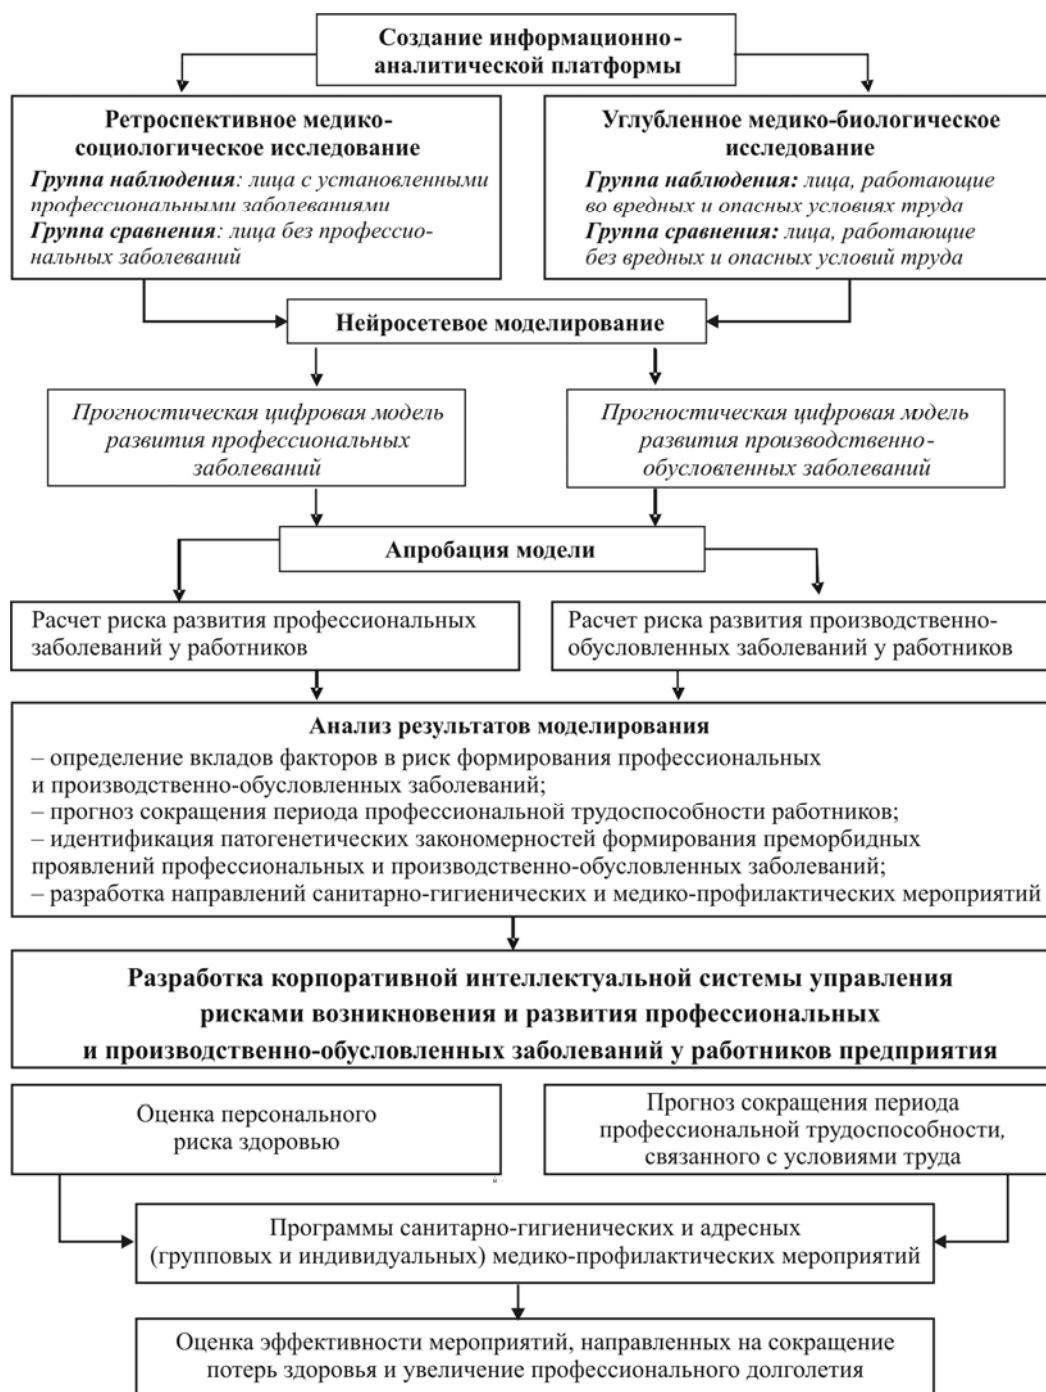 Создание информационно-
аналитической платформы
Ретроспективное медико-
социологическое исследование
Группа наблюдения: лица с установленными
профессиональными заболеваниями
Группа сравнения: лица без профессио-
нальных заболеваний
Углубленное медико-биологическое
исследование
Группа наблюдения: лица, работающие
во вредных и опасных условиях труда
Группа сравнения: лица, работающие
без вредных и опасных условий труда
Нейросетевое моделирование
Прогностическая цифровая модель
развития профессиональных
заболеваний
Прогностическая цифровая модель
развития производственно-
обусловленных заболеваний
Апробация модели
Расчет риска развития профессиональных
заболеваний у работников
Расчет риска развития производственно-
обусловленных заболеваний у работников
Анализ результатов моделирования
– определение вкладов факторов в риск формирования профессиональных
и производственно-обусловленных заболеваний;
– прогноз сокращения периода профессиональной трудоспособности работников;
– идентификация патогенетических закономерностей формирования преморбидных
проявлений профессиональных и производственно-обусловленных заболеваний;
– разработка направлений санитарно-гигиенических и медико-профилактических мероприятий
Разработка корпоративной интеллектуальной системы управления
рисками возникновения и развития профессиональных
и производственно-обусловленных заболеваний у работников предприятия
Оценка персонального
риска здоровью
Прогноз сокращения периода
профессиональной трудоспособности,
связанного с условиями труда
Программы санитарно-гигиенических и адресных
(групповых и индивидуальных) медико-профилактических мероприятий
Оценка эффективности мероприятий, направленных на сокращение
потерь здоровья и увеличение профессионального долголетия